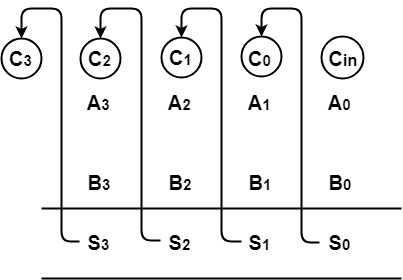 C3 C2 C1 C0 Cin
A3 A2 A1 A0
B3 B2 B1 B0
S3 S2 S1 S0